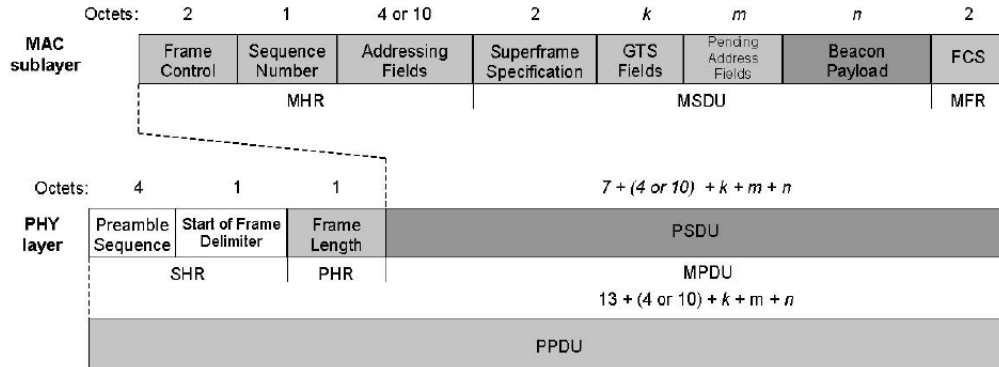 Octets: 2 1 4 or 10 2 k m n 2
MAC sublayer
Frame Control
Sequence Number
Addressing Fields
Superframe Specification
GTS Fields
Pending Address Fields
Beacon Payload
FCS
MHR MSDU MFR
Octets: 4 1 1 7 + (4 or 10) + k + m + n
PHY layer
Preamble Sequence
Start of Frame Delimiter
Frame Length
PSDU
SHR PHR MPDU
13 + (4 or 10) + k + m + n
PPDU